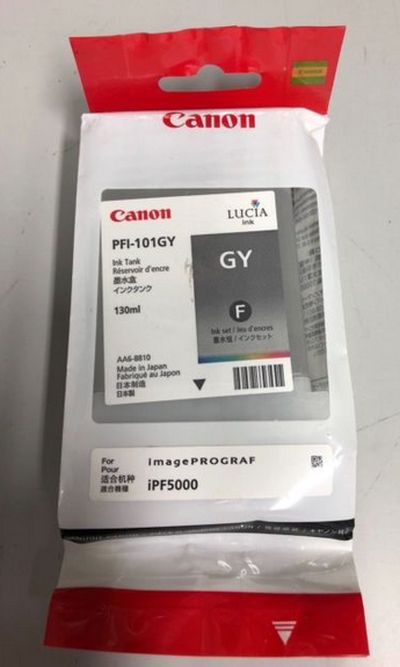 Canon
Canon
LUCIA
ink
PFI-101GY
Ink Tank
Réservoir d'encre
墨水盒
インクタンク
130ml
GY
F
Ink set / Jeu d'encres
墨水组 / インクセット
AA6-8810
Made in Japan
Fabriqué au Japon
日本制造
日本製
For
Pour
适合机种
適合機種
imagePROGRAF
iPF5000